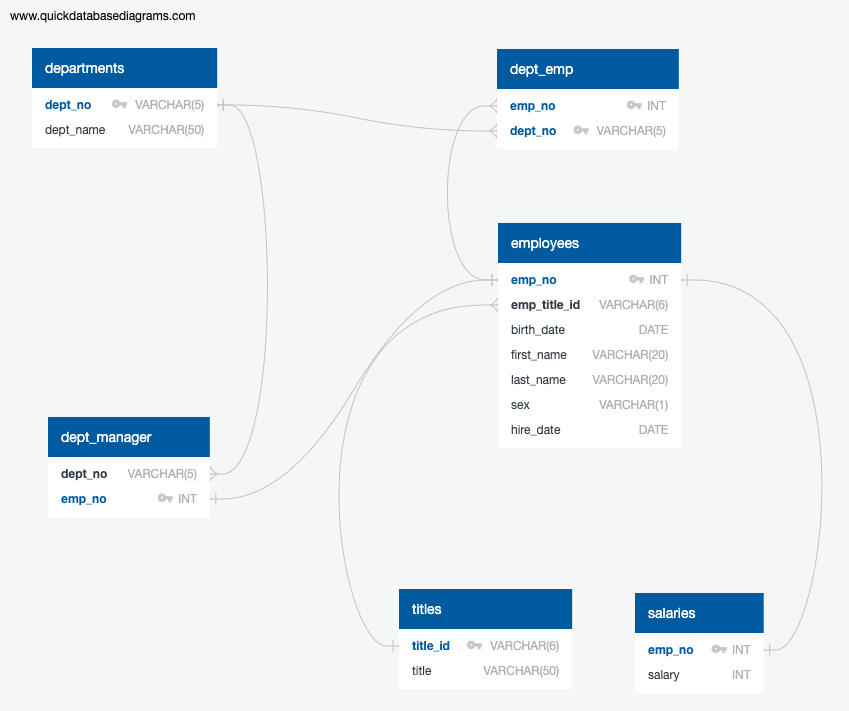 www.quickdatabasediagrams.com
departments
dept_no VARCHAR(5)
dept_name VARCHAR(50)
dept_emp
emp_no INT
dept_no VARCHAR(5)
employees
emp_no INT
emp_title_id VARCHAR(6)
birth_date DATE
first_name VARCHAR(20)
last_name VARCHAR(20)
sex VARCHAR(1)
hire_date DATE
dept_manager
dept_no VARCHAR(5)
emp_no INT
titles
title_id VARCHAR(6)
title VARCHAR(50)
salaries
emp_no INT
salary INT